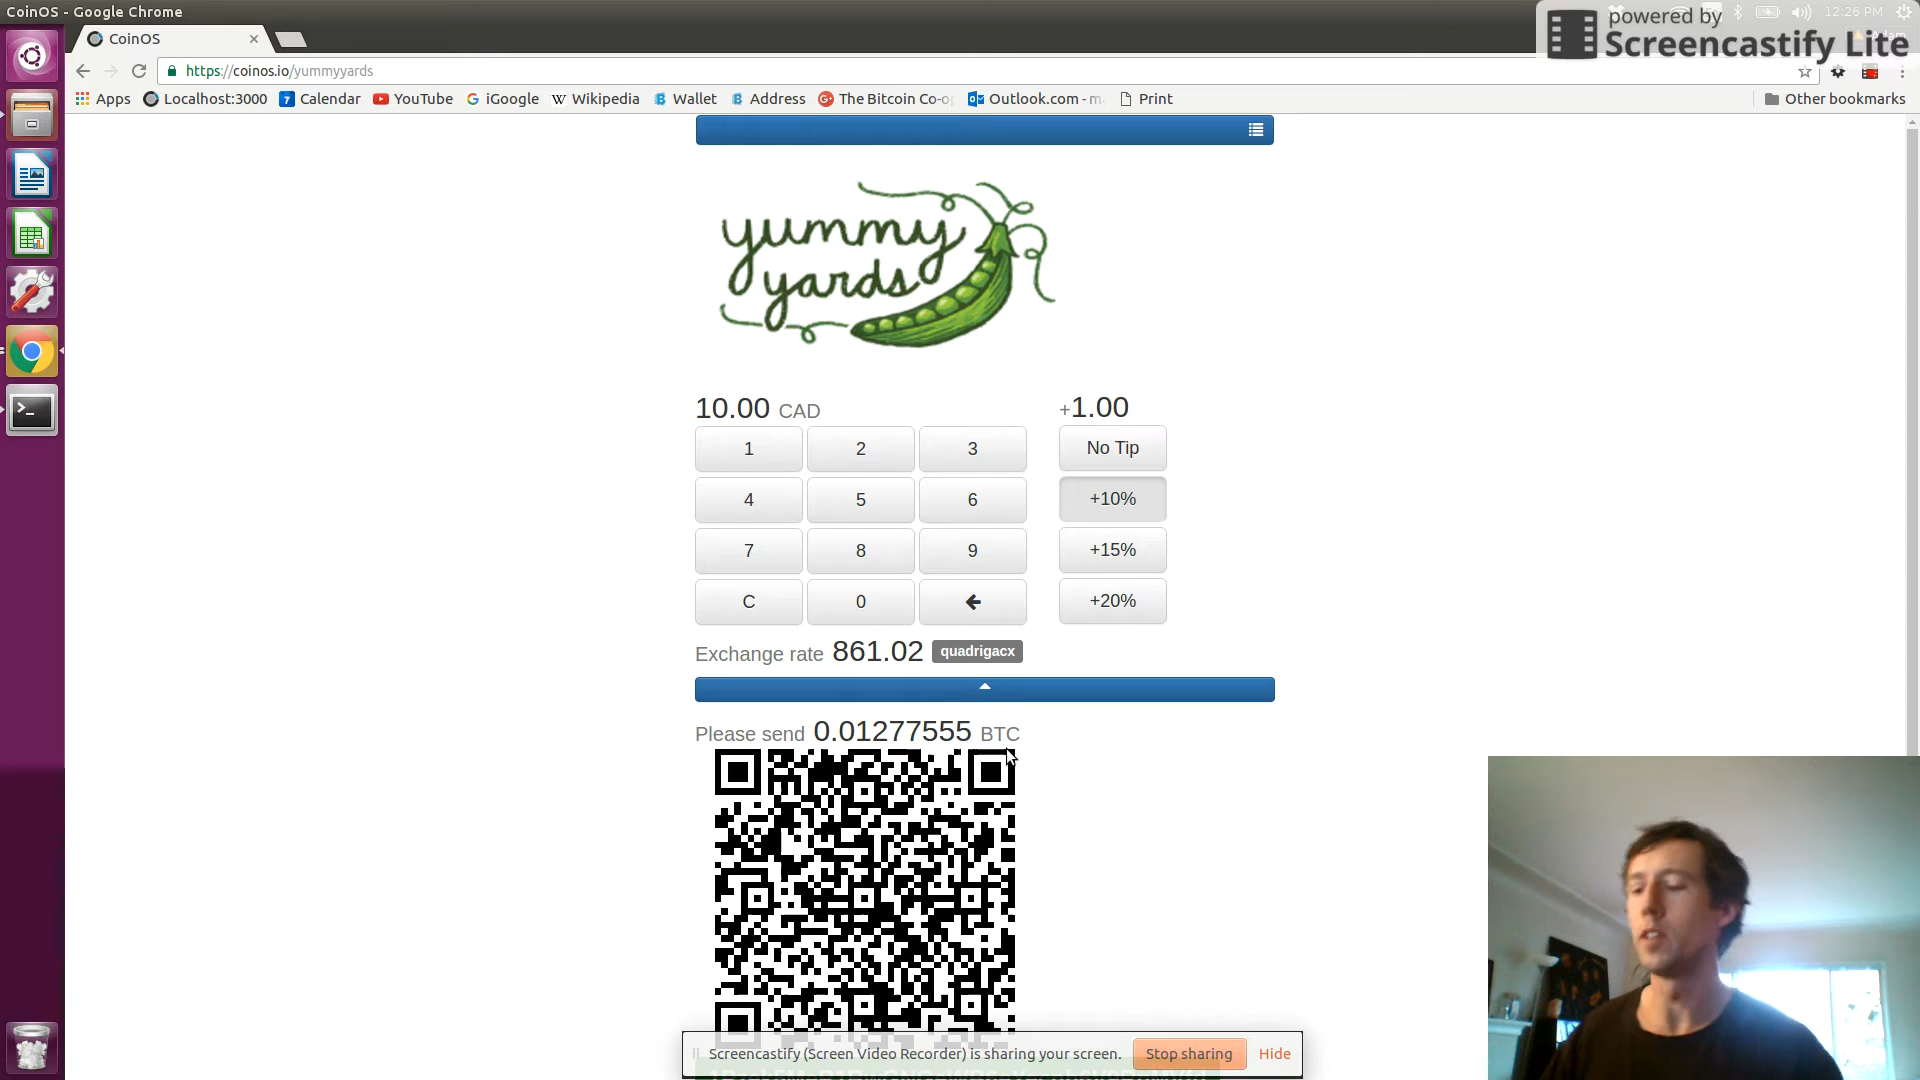 CoinOS - Google Chrome
12:26 PM
powered by
Screencastify Lite
CoinOS
https://coinos.io/yummyyards
Apps
Localhost:3000
Calendar
YouTube
iGoogle
Wikipedia
Wallet
Address
The Bitcoin Co-o
Outlook.com - m
Print
Other bookmarks
yummy
yards
10.00 CAD
+1.00
1 2 3
No Tip
4 5 6
+10%
7 8 9
+15%
C 0
+20%
Exchange rate 861.02 quadrigacx
Please send 0.01277555 BTC
Screencastify (Screen Video Recorder) is sharing your screen.
Stop sharing
Hide